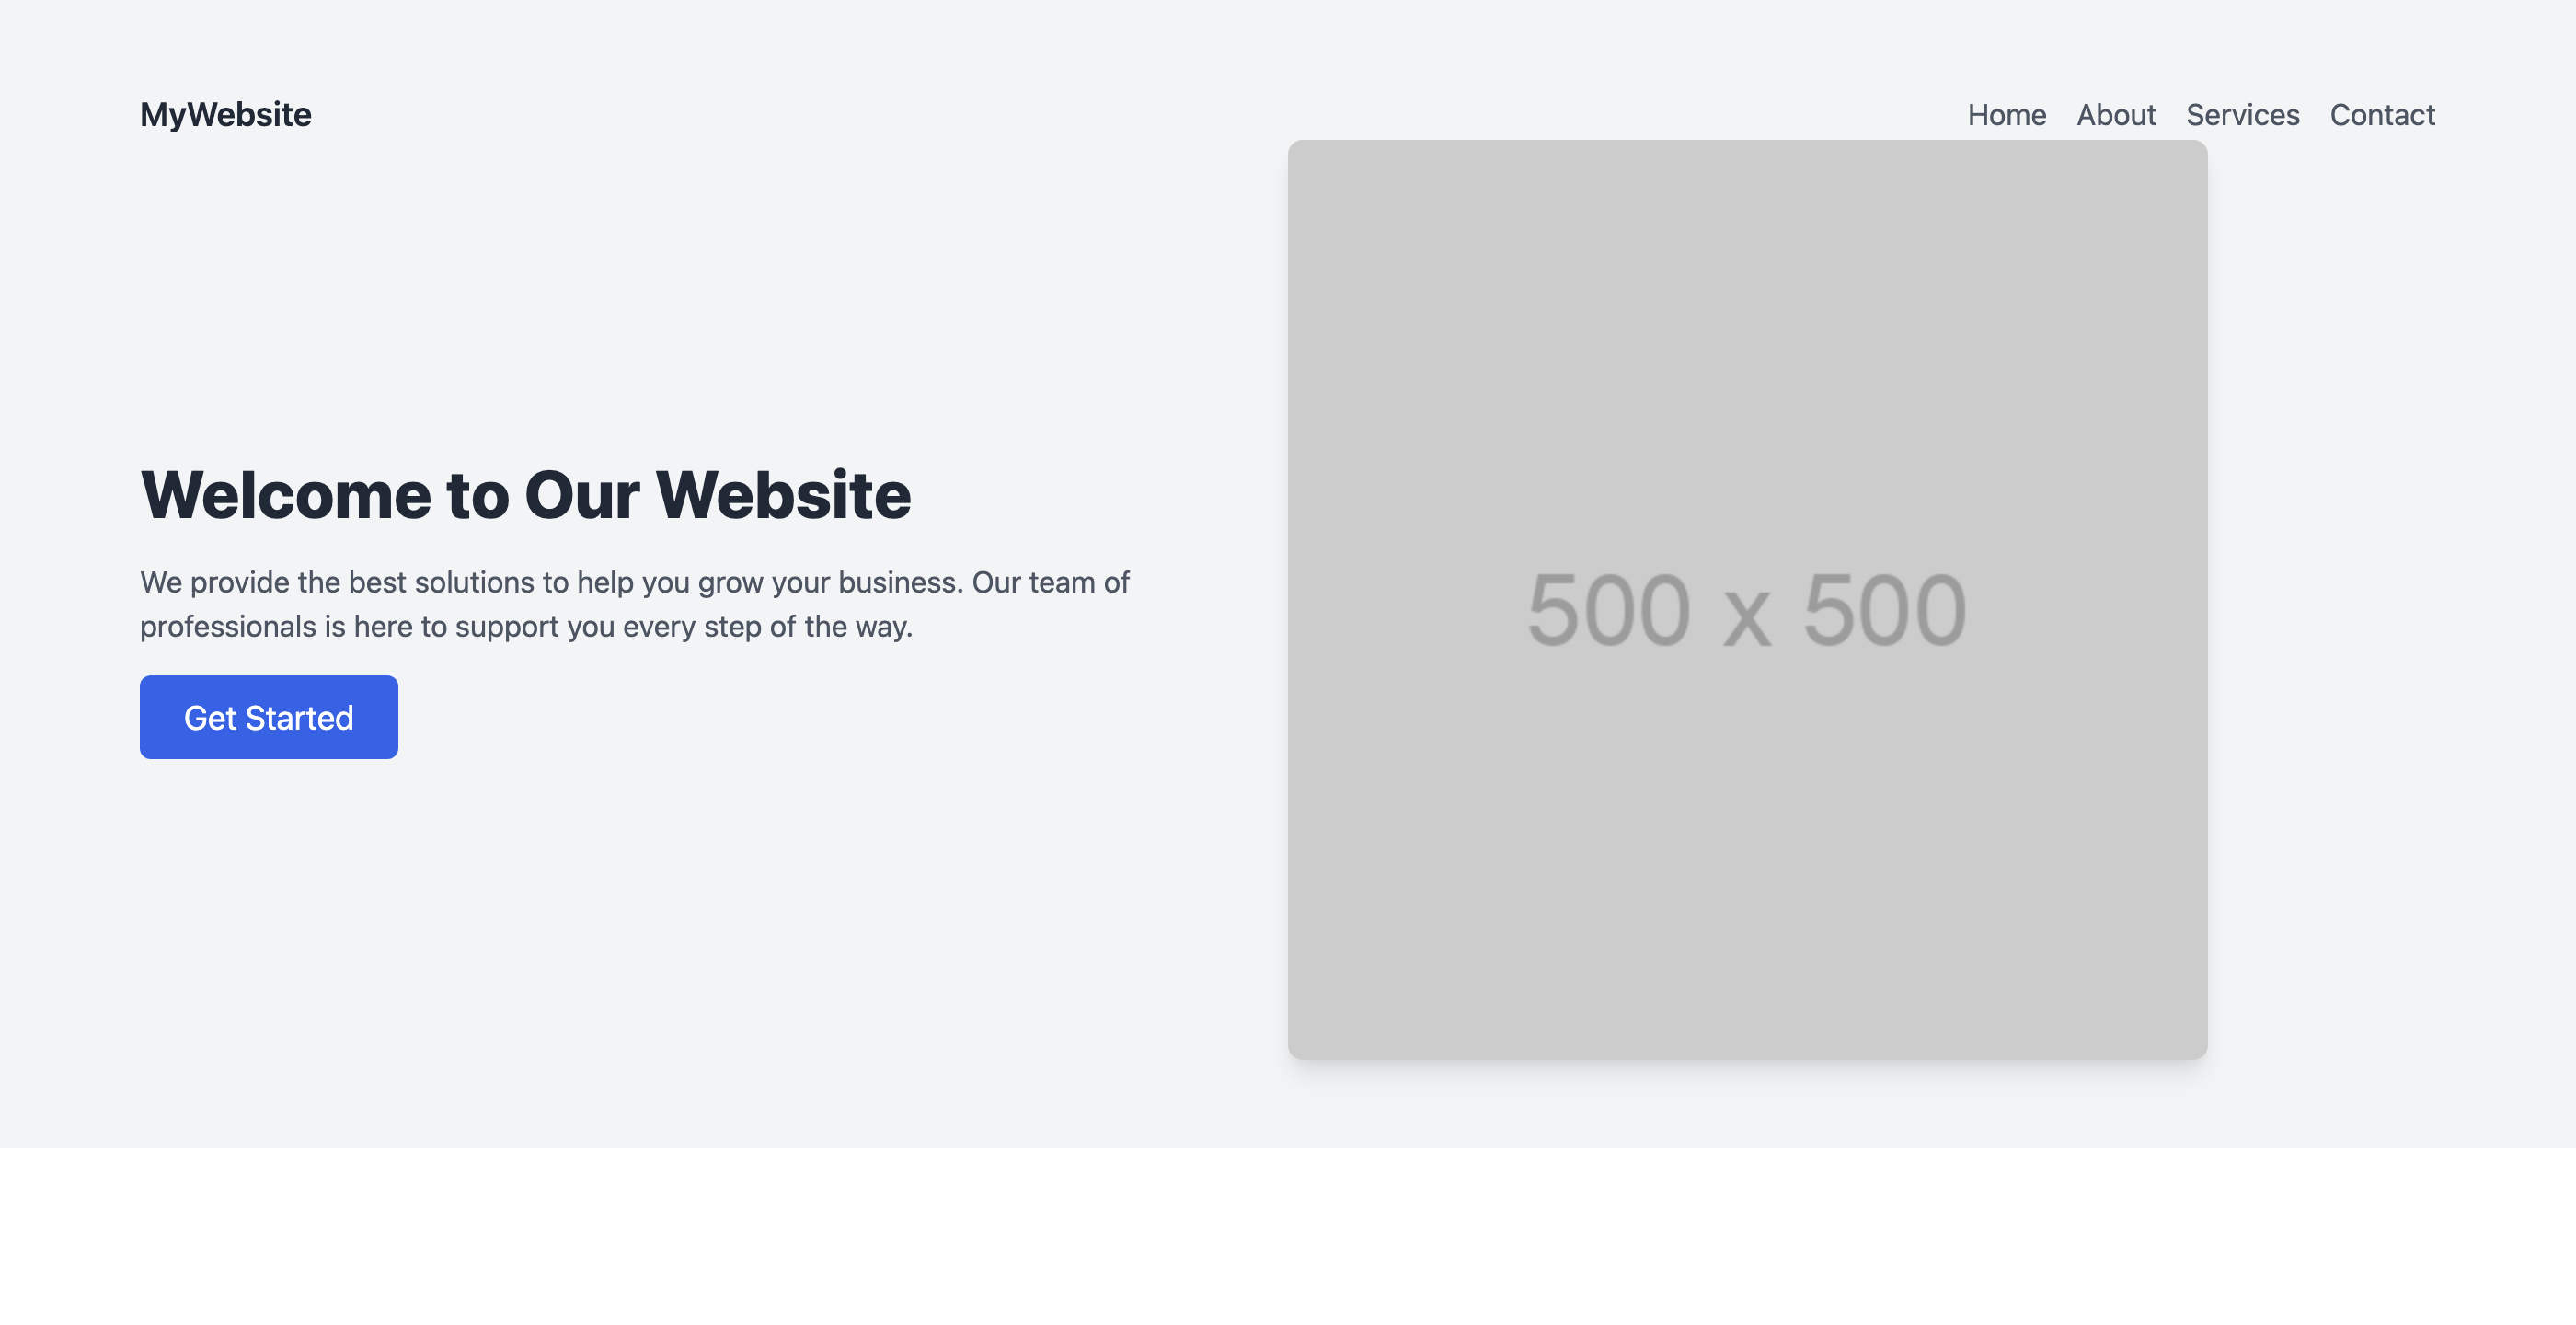 MyWebsite
Home About Services Contact
Welcome to Our Website
We provide the best solutions to help you grow your business. Our team of
professionals is here to support you every step of the way.
Get Started
500 x 500